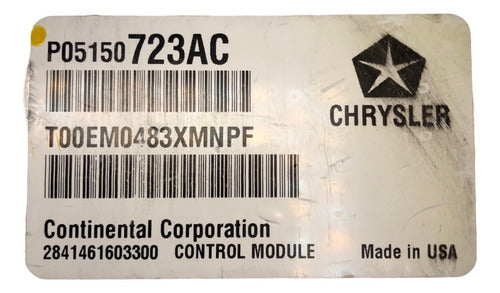 P05150723AC
CHRYSLER
T00EM0483XMNPF
Continental Corporation
2841461603300 CONTROL MODULE Made in USA